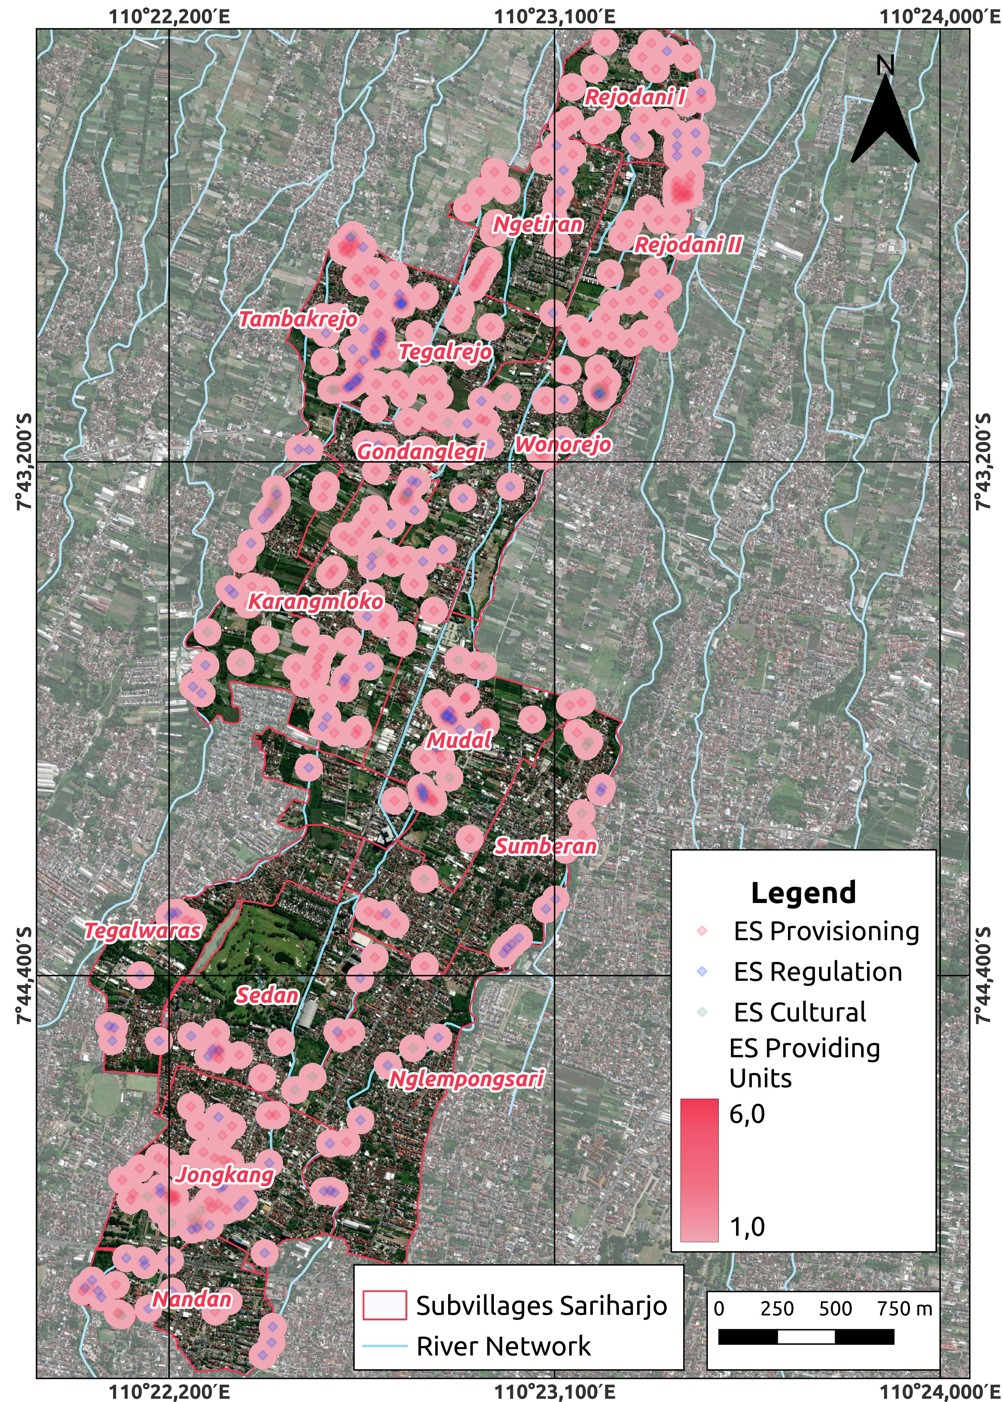 110°22,200´E
110°23,100´E
110°24,000´E
N
Rejodani I
Ngetiran
Rejodani II
Tambakrejo
Tegalrejo
Gondanglegi
Wonorejo
7°43,200´S
7°43,200´S
Karangmloko
Mudal
Sumberan
Tegalwaras
Sedan
7°44,400´S
7°44,400´S
Nglempongsari
Jongkang
Nandan
Legend
ES Provisioning
ES Regulation
ES Cultural
ES Providing
Units
6,0
1,0
Subvillages Sariharjo
River Network
0 250 500 750 m
110°22,200´E
110°23,100´E
110°24,000´E